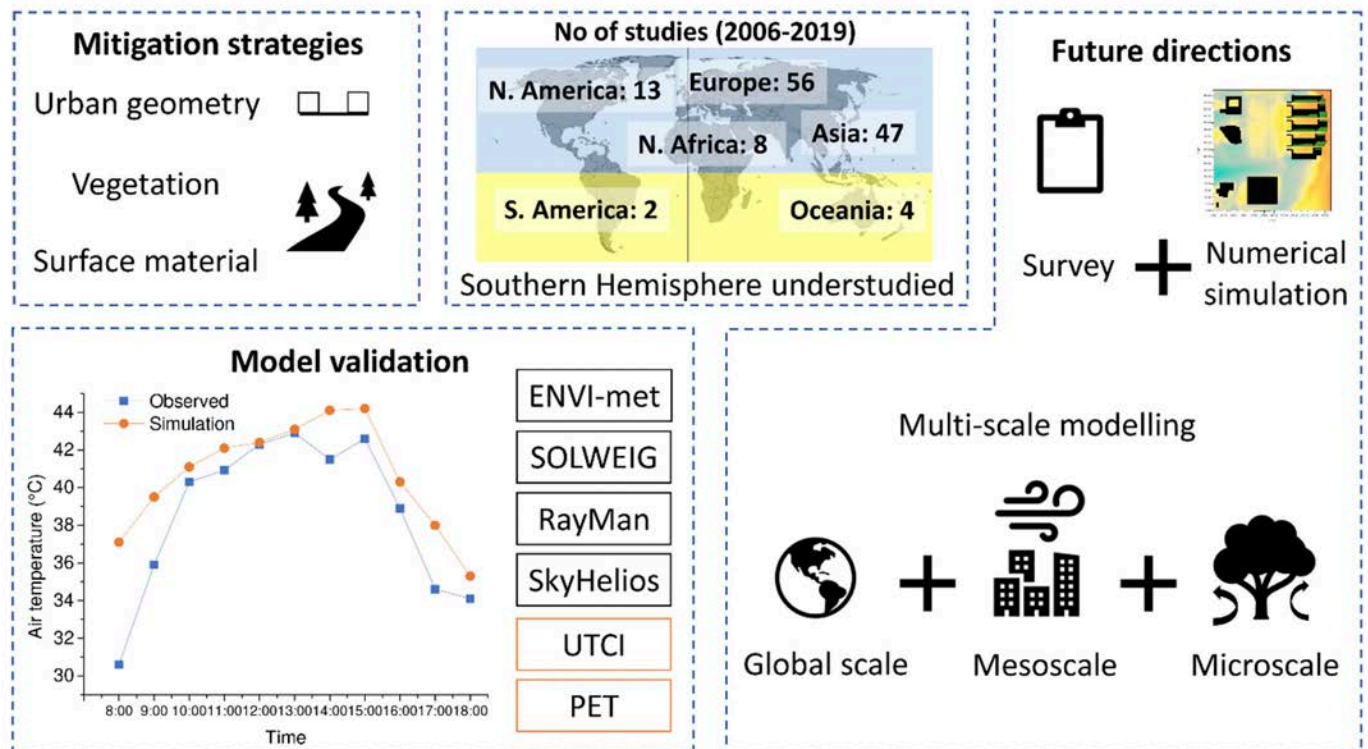 Mitigation strategies
Urban geometry
Vegetation
Surface material
No of studies (2006-2019)
N. America: 13
Europe: 56
N. Africa: 8
Asia: 47
S. America: 2
Oceania: 4
Southern Hemisphere understudied
Future directions
Survey
Numerical
simulation
Model validation
Observed
Simulation
Air temperature (°C)
44
42
40
38
36
34
32
30
8:00 9:00 10:00 11:00 12:00 13:00 14:00 15:00 16:00 17:00 18:00
Time
ENVI-met
SOLWEIG
RayMan
SkyHelios
UTCI
PET
Multi-scale modelling
Global scale
Mesoscale
Microscale